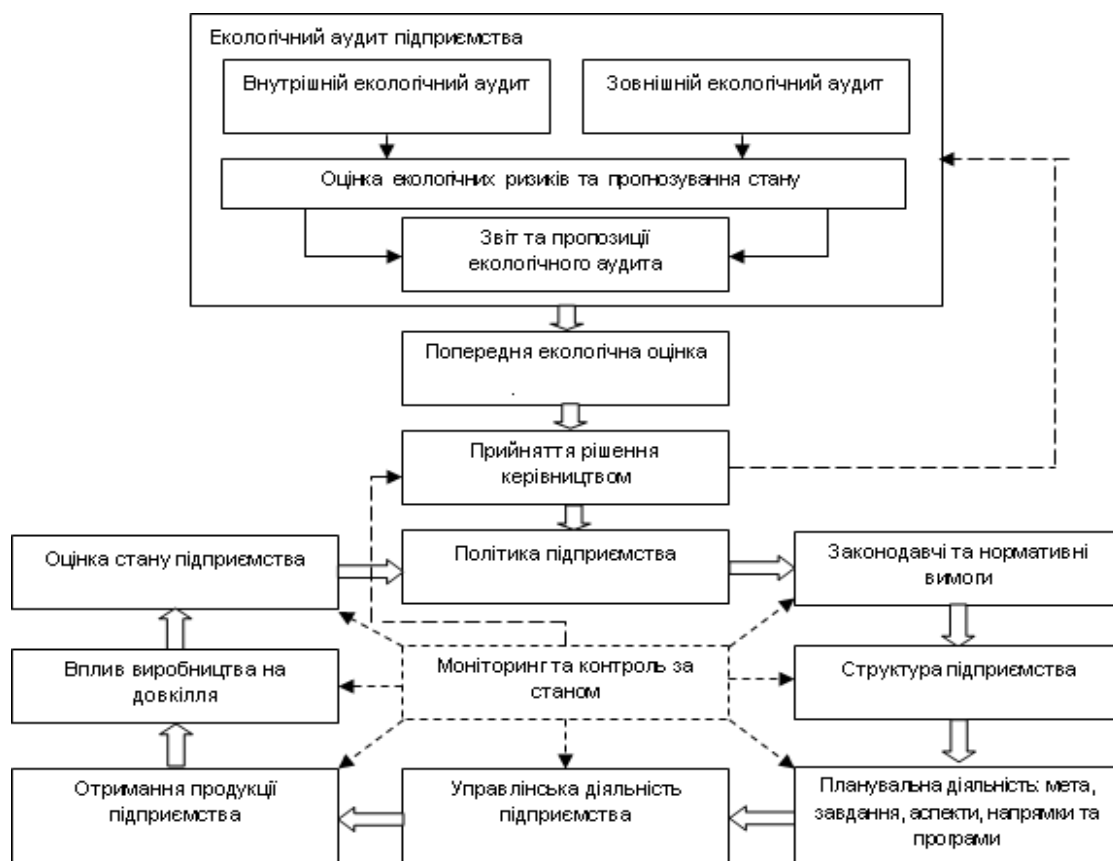 Екологічний аудит підприємства
Внутрішній екологічний аудит
Зовнішній екологічний аудит
Оцінка екологічних ризиків та прогнозування стану
Звіт та пропозиції
екологічного аудита
Попередня екологічна оцінка
.
Прийняття рішення
керівництвом
Оцінка стану підприємства
Політика підприємства
Законодавчі та нормативні
вимоги
Вплив виробництва на
довкілля
Моніторинг та контроль за
станом
Структура підприємства
Отримання продукції
підприємства
Управлінська діяльність
підприємства
Планувальна діяльність: мета,
завдання, аспекти, напрямки та
програми